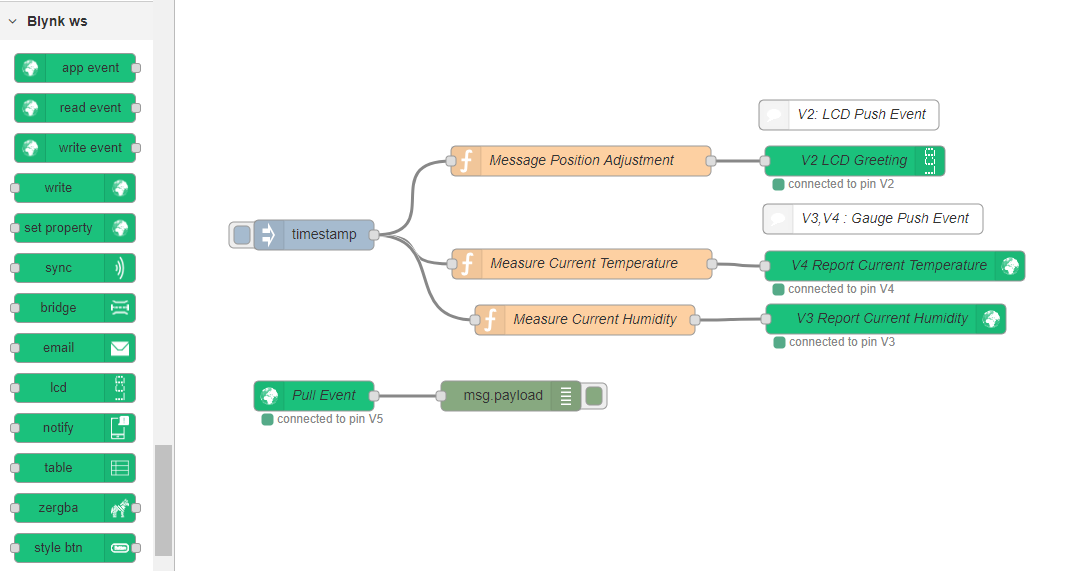 Blynk ws
app event
read event
write event
write
set property
sync
bridge
email
lcd
notify
table
zergba
style btn
V2: LCD Push Event
Message Position Adjustment
V2 LCD Greeting
connected to pin V2
V3,V4 : Gauge Push Event
timestamp
Measure Current Temperature
V4 Report Current Temperature
connected to pin V4
Measure Current Humidity
V3 Report Current Humidity
connected to pin V3
Pull Event
msg.payload
connected to pin V5